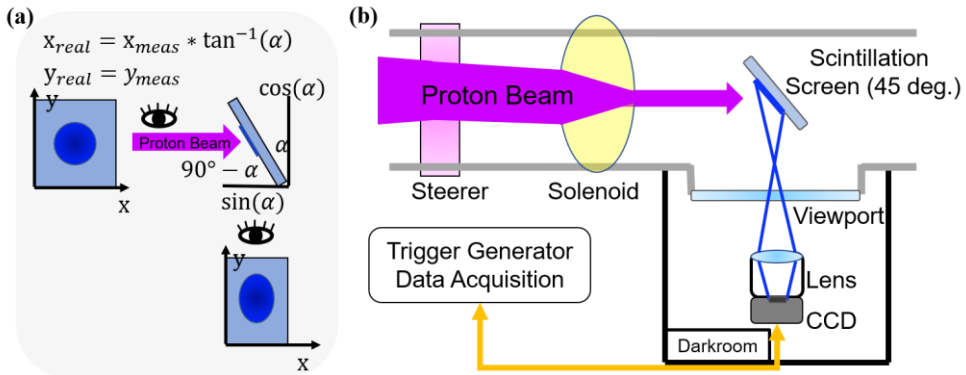 (a)
x_real = x_meas * tan⁻¹(α)
y_real = y_meas
y
cos(α)
Proton Beam
α
90° − α
x
sin(α)
y
x
(b)
Proton Beam
Scintillation
Screen (45 deg.)
Steerer
Solenoid
Viewport
Trigger Generator
Data Acquisition
Lens
CCD
Darkroom